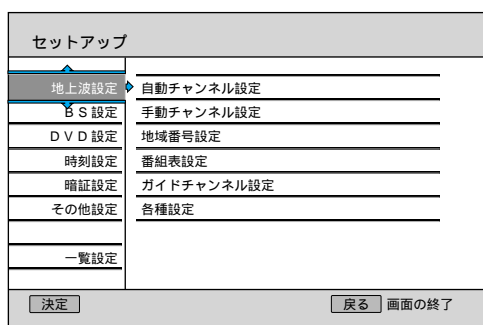 セットアップ
地上波設定
ＢＳ設定
ＤＶＤ設定
時刻設定
暗証設定
その他設定
一覧設定
自動チャンネル設定
手動チャンネル設定
地域番号設定
番組表設定
ガイドチャンネル設定
各種設定
決定
戻る 画面の終了